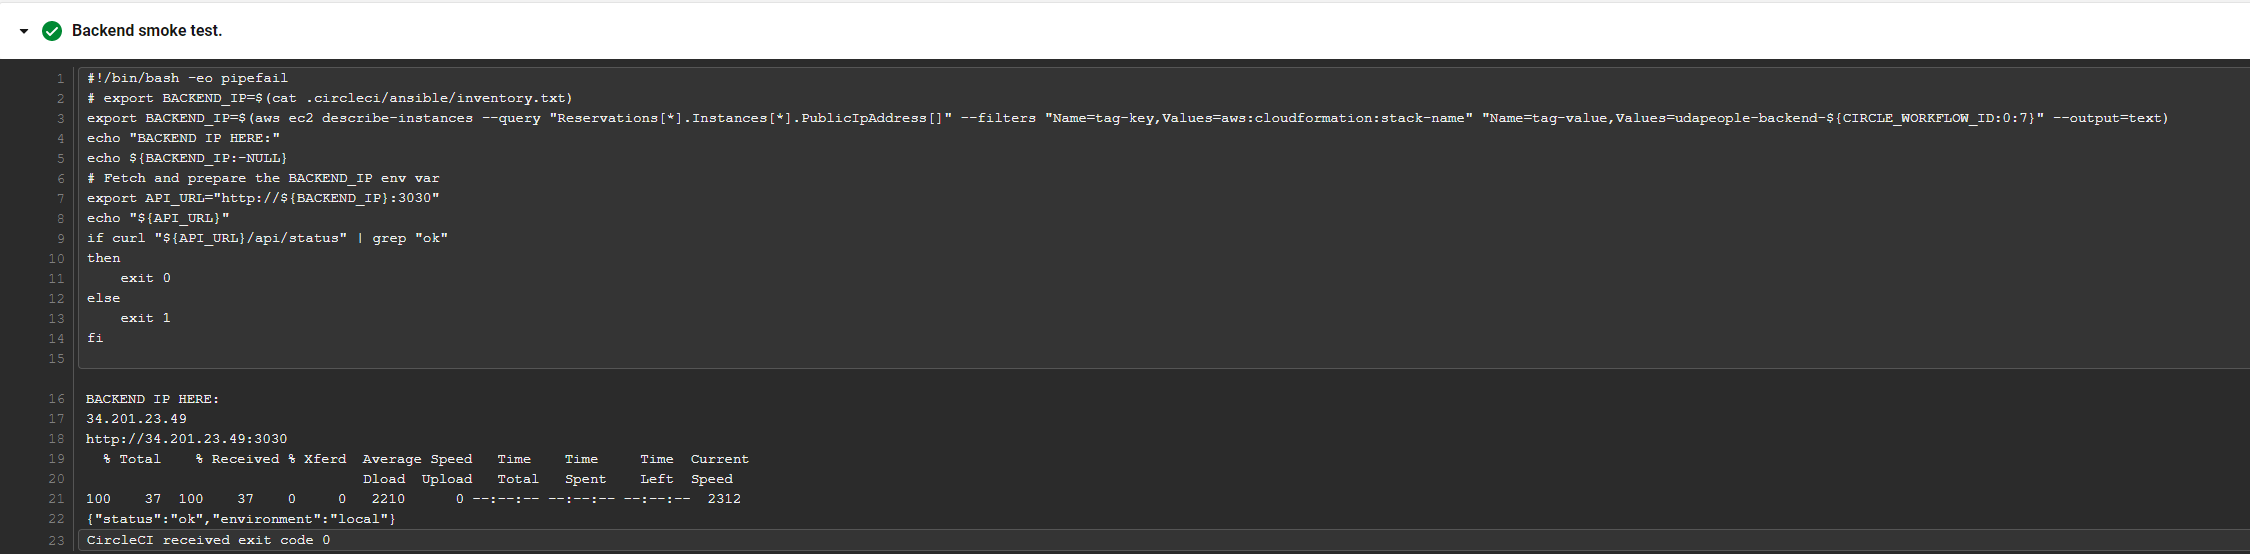 Backend smoke test.
1 #!/bin/bash -eo pipefail
2 # export BACKEND_IP=$(cat .circleci/ansible/inventory.txt)
3 export BACKEND_IP=$(aws ec2 describe-instances --query "Reservations[*].Instances[*].PublicIpAddress[]" --filters "Name=tag-key,Values=aws:cloudformation:stack-name" "Name=tag-value,Values=udapeople-backend-${CIRCLE_WORKFLOW_ID:0:7}" --output=text)
4 echo "BACKEND IP HERE:"
5 echo ${BACKEND_IP:-NULL}
6 # Fetch and prepare the BACKEND_IP env var
7 export API_URL="http://${BACKEND_IP}:3030"
8 echo "${API_URL}"
9 if curl "${API_URL}/api/status" | grep "ok"
10 then
11     exit 0
12 else
13     exit 1
14 fi
15
16 BACKEND IP HERE:
17 34.201.23.49
18 http://34.201.23.49:3030
19   % Total    % Received % Xferd  Average Speed   Time    Time     Time  Current
20                                  Dload  Upload   Total   Spent    Left  Speed
21 100    37  100    37    0     0   2210      0 --:--:-- --:--:-- --:--:--  2312
22 {"status":"ok","environment":"local"}
23 CircleCI received exit code 0